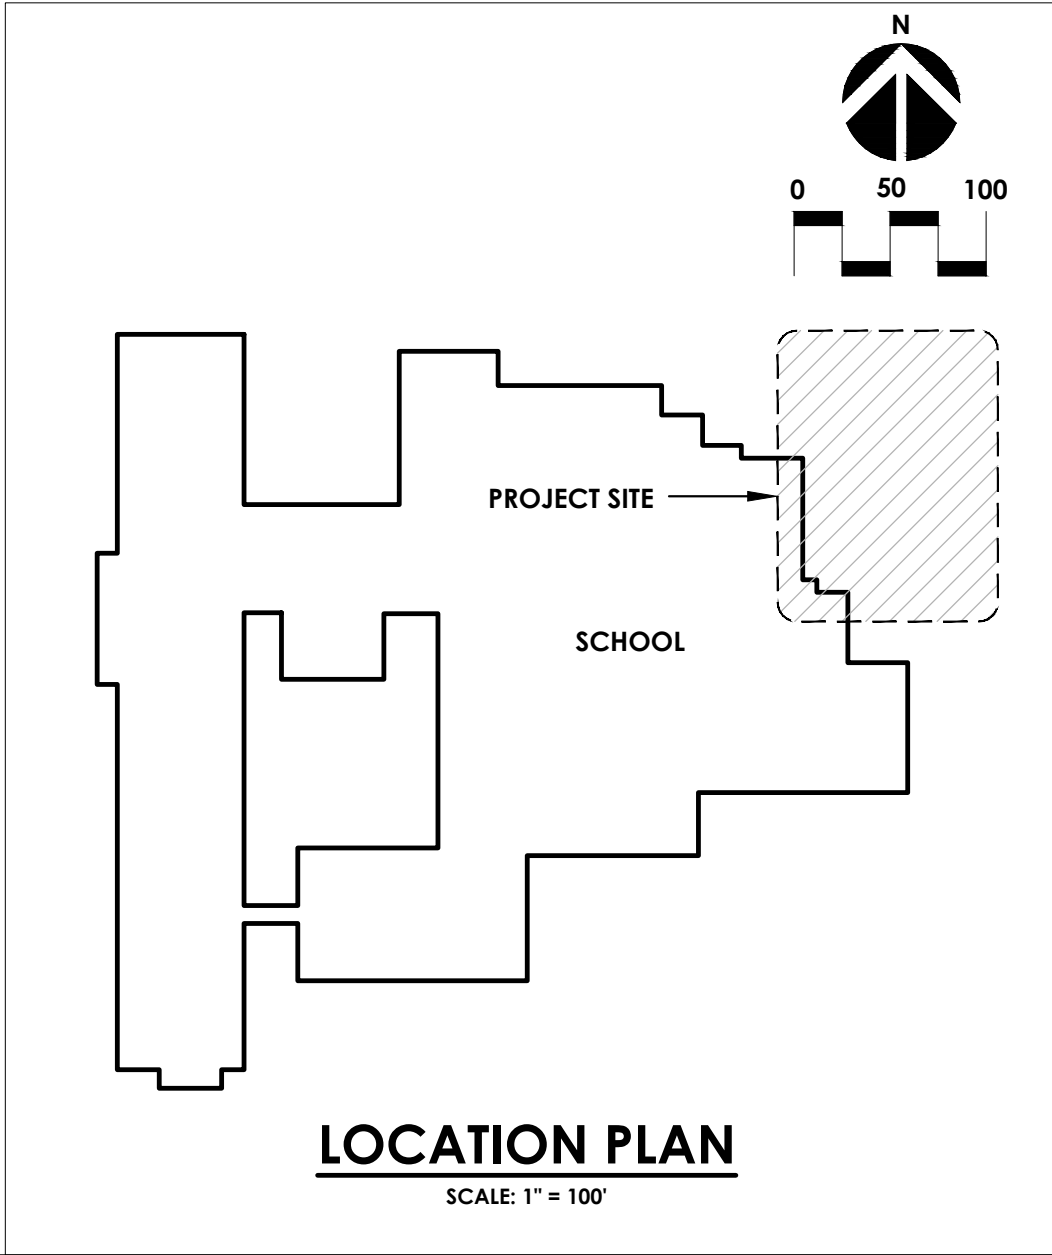 N
0 50 100
PROJECT SITE
SCHOOL
LOCATION PLAN
SCALE: 1" = 100'